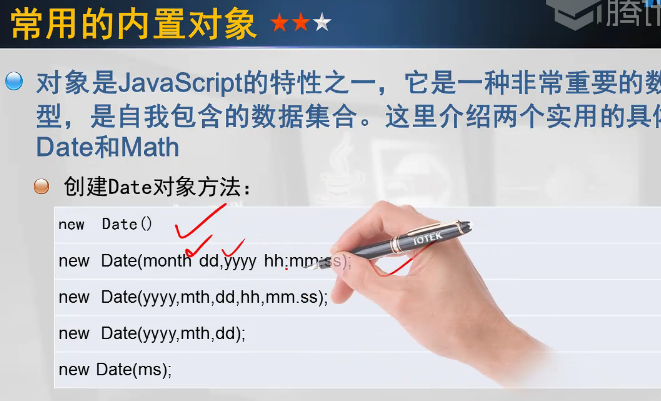 常用的内置对象
腾
对象是JavaScript的特性之一，它是一种非常重要的数
型，是自我包含的数据集合。这里介绍两个实用的具体
Date和Math
创建Date对象方法：
new Date()
new Date(month dd,yyyy hh:mm:ss);
IOTEK
new Date(yyyy,mth,dd,hh,mm.ss);
new Date(yyyy,mth,dd);
new Date(ms);